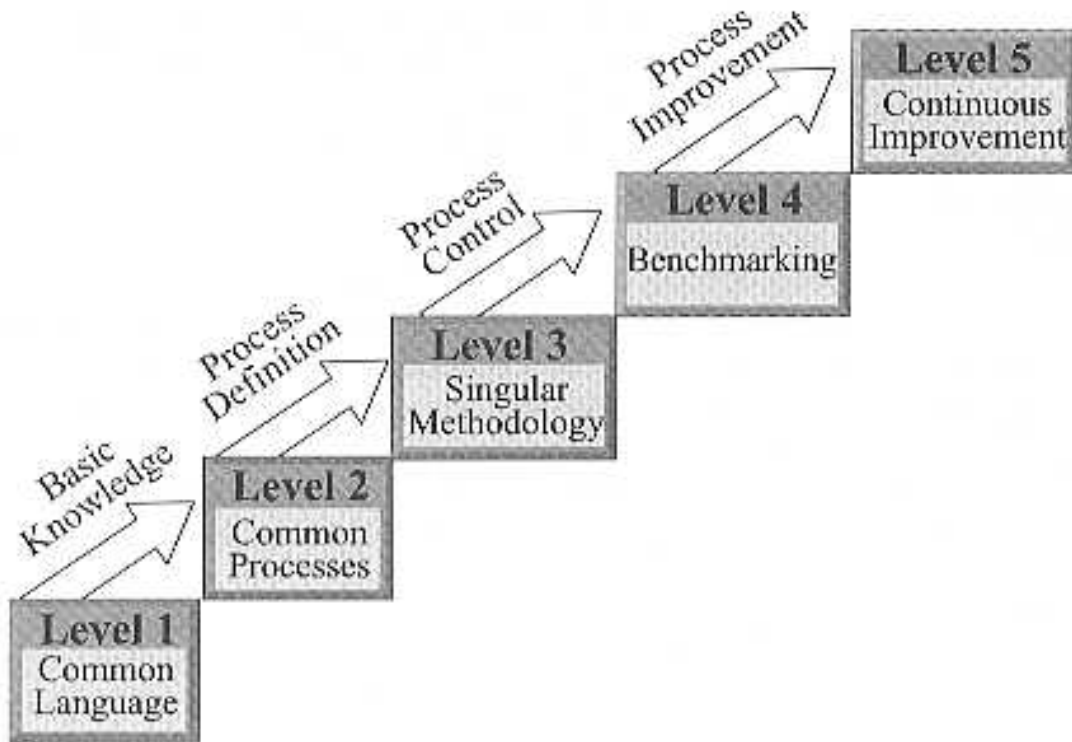 Level 1
Common
Language
Basic
Knowledge
Level 2
Common
Processes
Process
Definition
Level 3
Singular
Methodology
Process
Control
Level 4
Benchmarking
Process
Improvement
Level 5
Continuous
Improvement